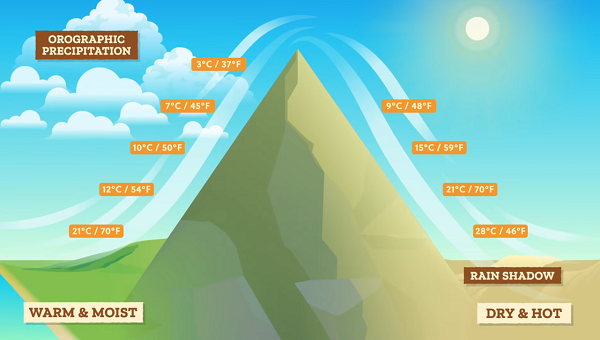 OROGRAPHIC
PRECIPITATION
3°C / 37°F
7°C / 45°F
10°C / 50°F
12°C / 54°F
21°C / 70°F
WARM & MOIST
9°C / 48°F
15°C / 59°F
21°C / 70°F
28°C / 46°F
RAIN SHADOW
DRY & HOT